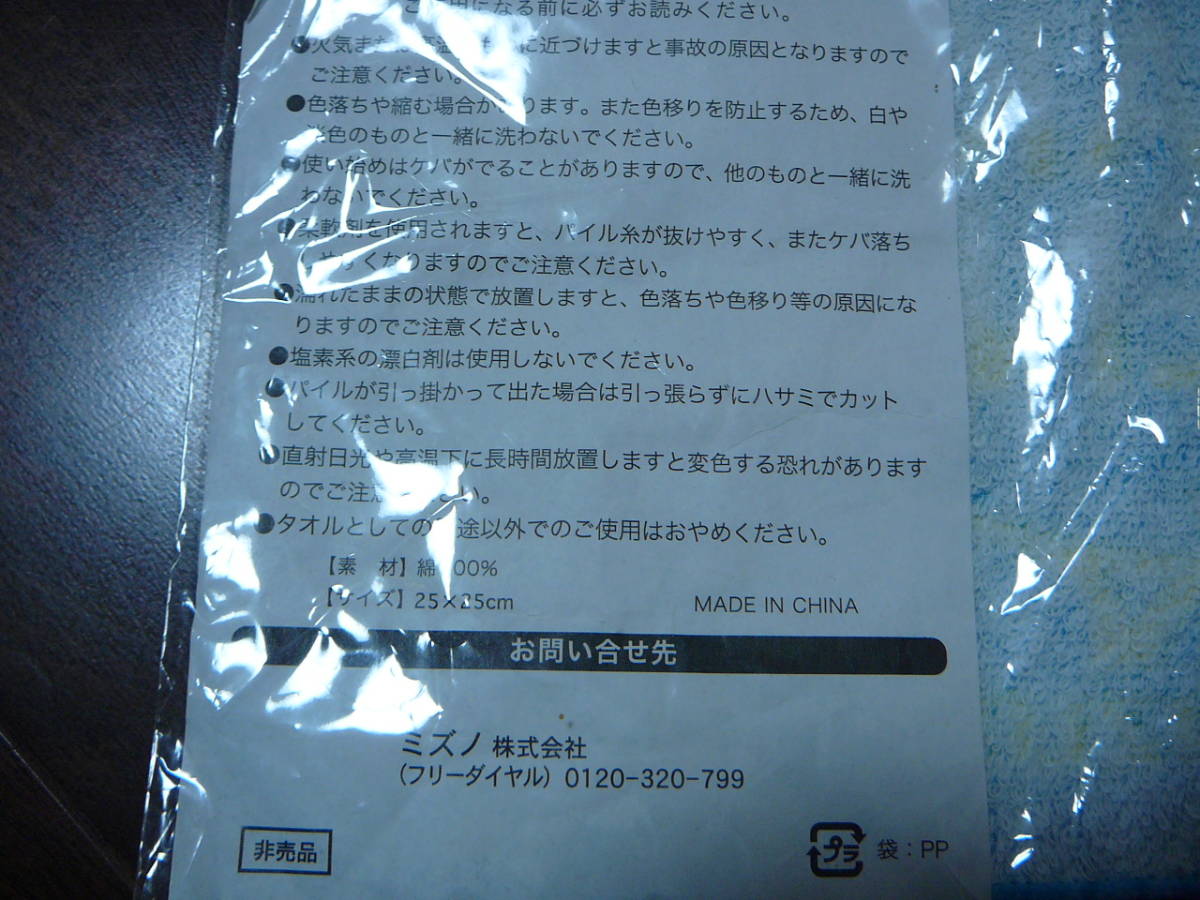 ご使用になる前に必ずお読みください。
●火気または に近づけますと事故の原因となりますので
ご注意ください。
●色落ちや縮む場合があります。また色移りを防止するため、白や
淡色のものと一緒に洗わないでください。
●使い始めはケバがでることがありますので、他のものと一緒に洗
わないでください。
●柔軟剤を使用されますと、パイル糸が抜けやすく、またケバ落ち
しやすくなりますのでご注意ください。
●濡れたままの状態で放置しますと、色落ちや色移り等の原因にな
りますのでご注意ください。
●塩素系の漂白剤は使用しないでください。
●パイルが引っ掛かって出た場合は引っ張らずにハサミでカット
してください。
●直射日光や高温下に長時間放置しますと変色する恐れがあります
のでご注意ください。
●タオルとしての用途以外でのご使用はおやめください。
【素 材】綿100%
【サイズ】25×25cm MADE IN CHINA
お問い合せ先
ミズノ 株式会社
(フリーダイヤル) 0120-320-799
非売品 プラ 袋：PP